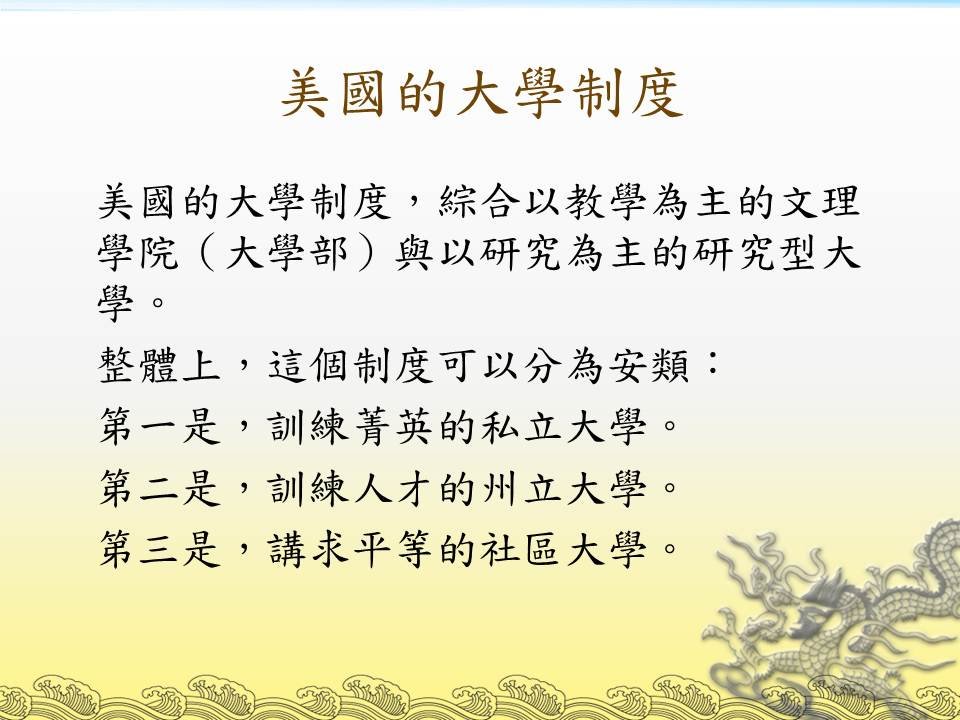 美國的大學制度
美國的大學制度，綜合以教學為主的文理
學院（大學部）與以研究為主的研究型大
學。
整體上，這個制度可以分為安類：
第一是，訓練菁英的私立大學。
第二是，訓練人才的州立大學。
第三是，講求平等的社區大學。